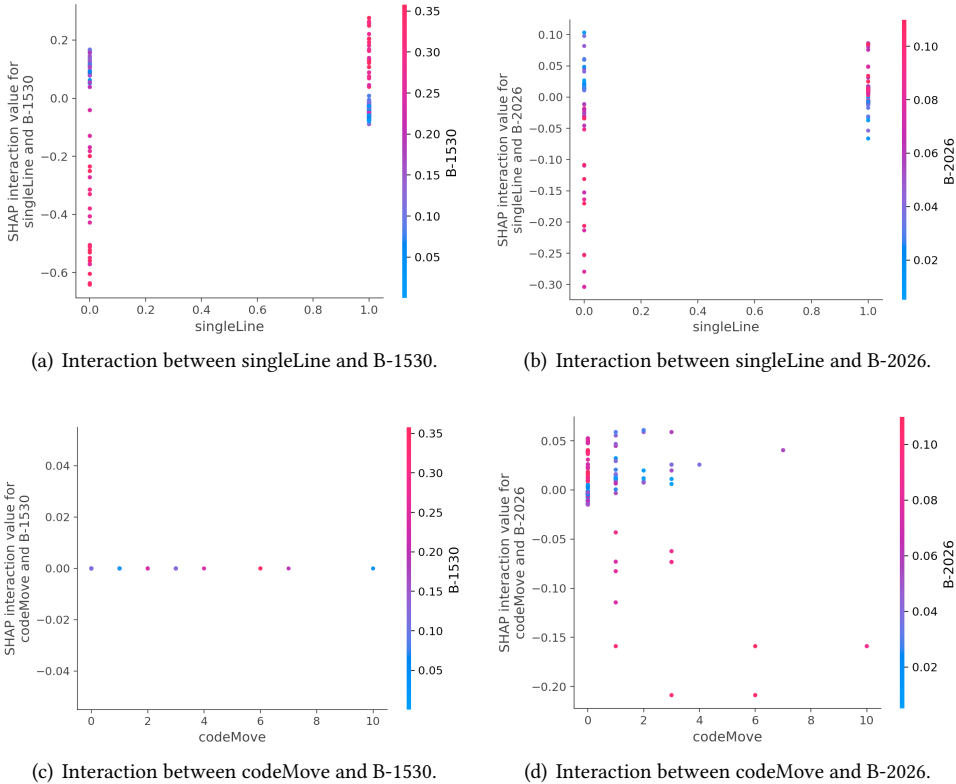 0.2
0.0
−0.2
−0.4
−0.6
SHAP interaction value for
singleLine and B-1530
0.0 0.2 0.4 0.6 0.8 1.0
singleLine
0.35
0.30
0.25
0.20
0.15
0.10
0.05
B-1530
(a) Interaction between singleLine and B-1530.
0.10
0.05
0.00
−0.05
−0.10
−0.15
−0.20
−0.25
−0.30
SHAP interaction value for
singleLine and B-2026
0.0 0.2 0.4 0.6 0.8 1.0
singleLine
0.10
0.08
0.06
0.04
0.02
B-2026
(b) Interaction between singleLine and B-2026.
0.04
0.02
0.00
−0.02
−0.04
SHAP interaction value for
codeMove and B-1530
0 2 4 6 8 10
codeMove
0.35
0.30
0.25
0.20
0.15
0.10
0.05
B-1530
(c) Interaction between codeMove and B-1530.
0.05
0.00
−0.05
−0.10
−0.15
−0.20
SHAP interaction value for
codeMove and B-2026
0 2 4 6 8 10
codeMove
0.10
0.08
0.06
0.04
0.02
B-2026
(d) Interaction between codeMove and B-2026.